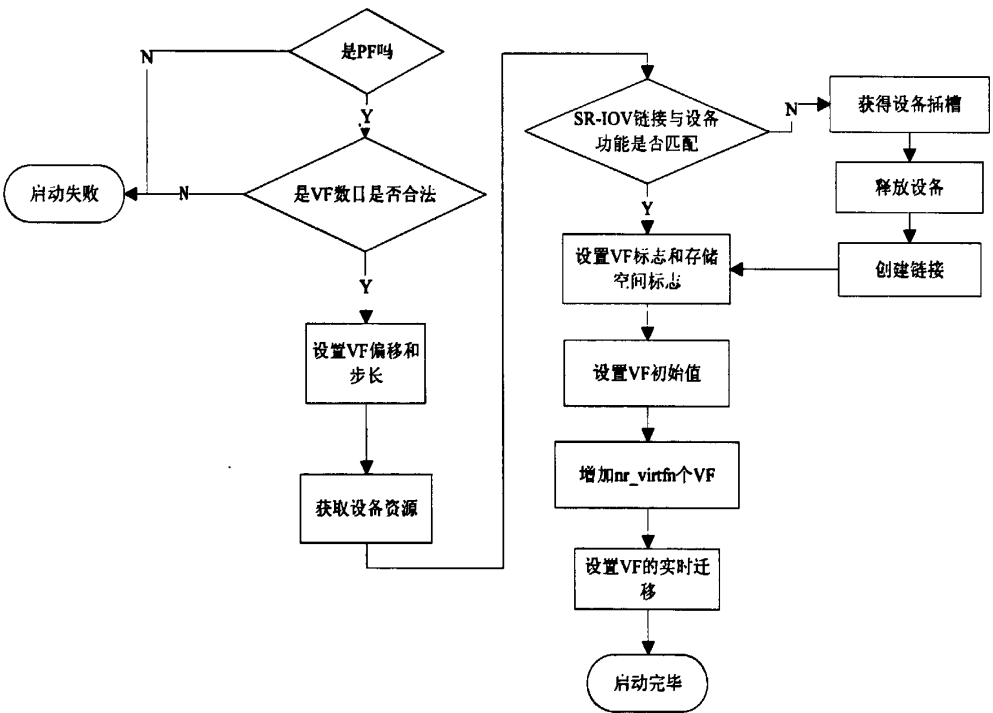 是PF吗
N
Y
是VF数目是否合法
N
启动失败
Y
设置VF偏移和
步长
获取设备资源
SR-IOV链接与设备
功能是否匹配
N
获得设备插槽
释放设备
创建链接
Y
设置VF标志和存储
空间标志
设置VF初始值
增加nr_virtfn个VF
设置VF的实时迁
移
启动完毕